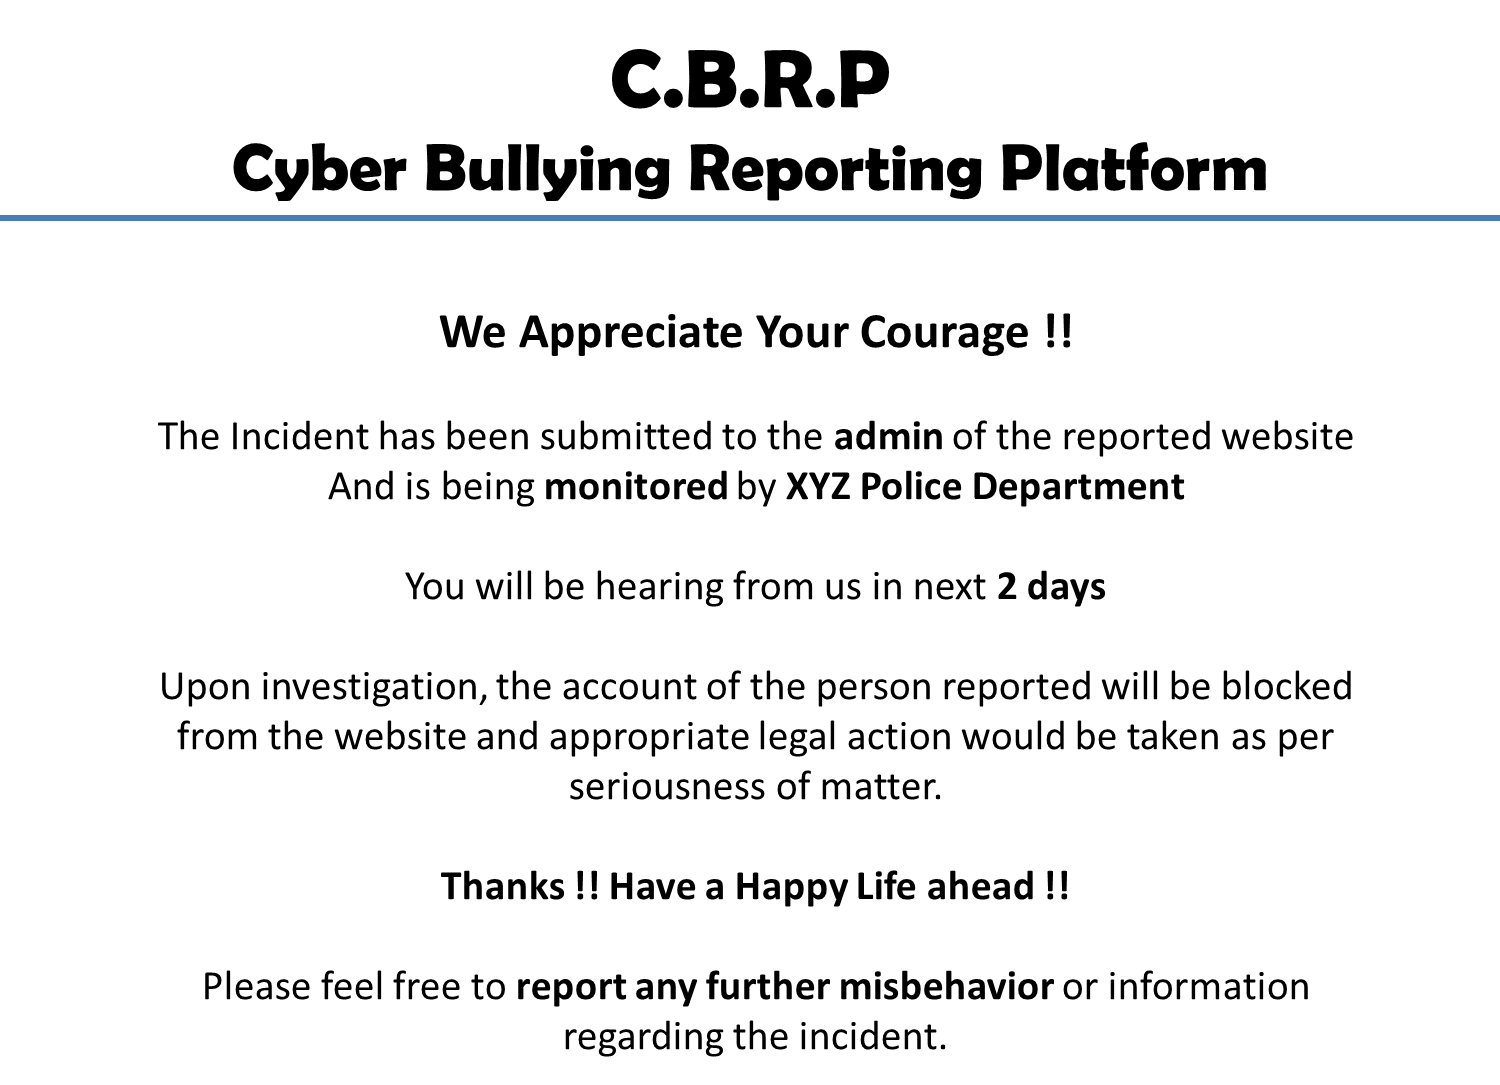 C.B.R.P
Cyber Bullying Reporting Platform
We Appreciate Your Courage !!
The Incident has been submitted to the admin of the reported website
And is being monitored by XYZ Police Department
You will be hearing from us in next 2 days
Upon investigation, the account of the person reported will be blocked
from the website and appropriate legal action would be taken as per
seriousness of matter.
Thanks !! Have a Happy Life ahead !!
Please feel free to report any further misbehavior or information
regarding the incident.